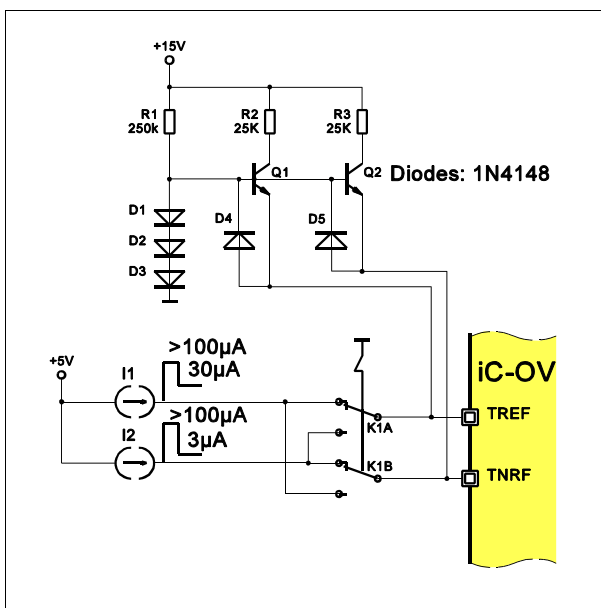 +15V
R1
250k
R2
25K
R3
25K
Q1
Q2
Diodes: 1N4148
D1
D2
D3
D4
D5
+5V
I1
>100µA
30µA
I2
>100µA
3µA
K1A
K1B
iC-OV
TREF
TNRF